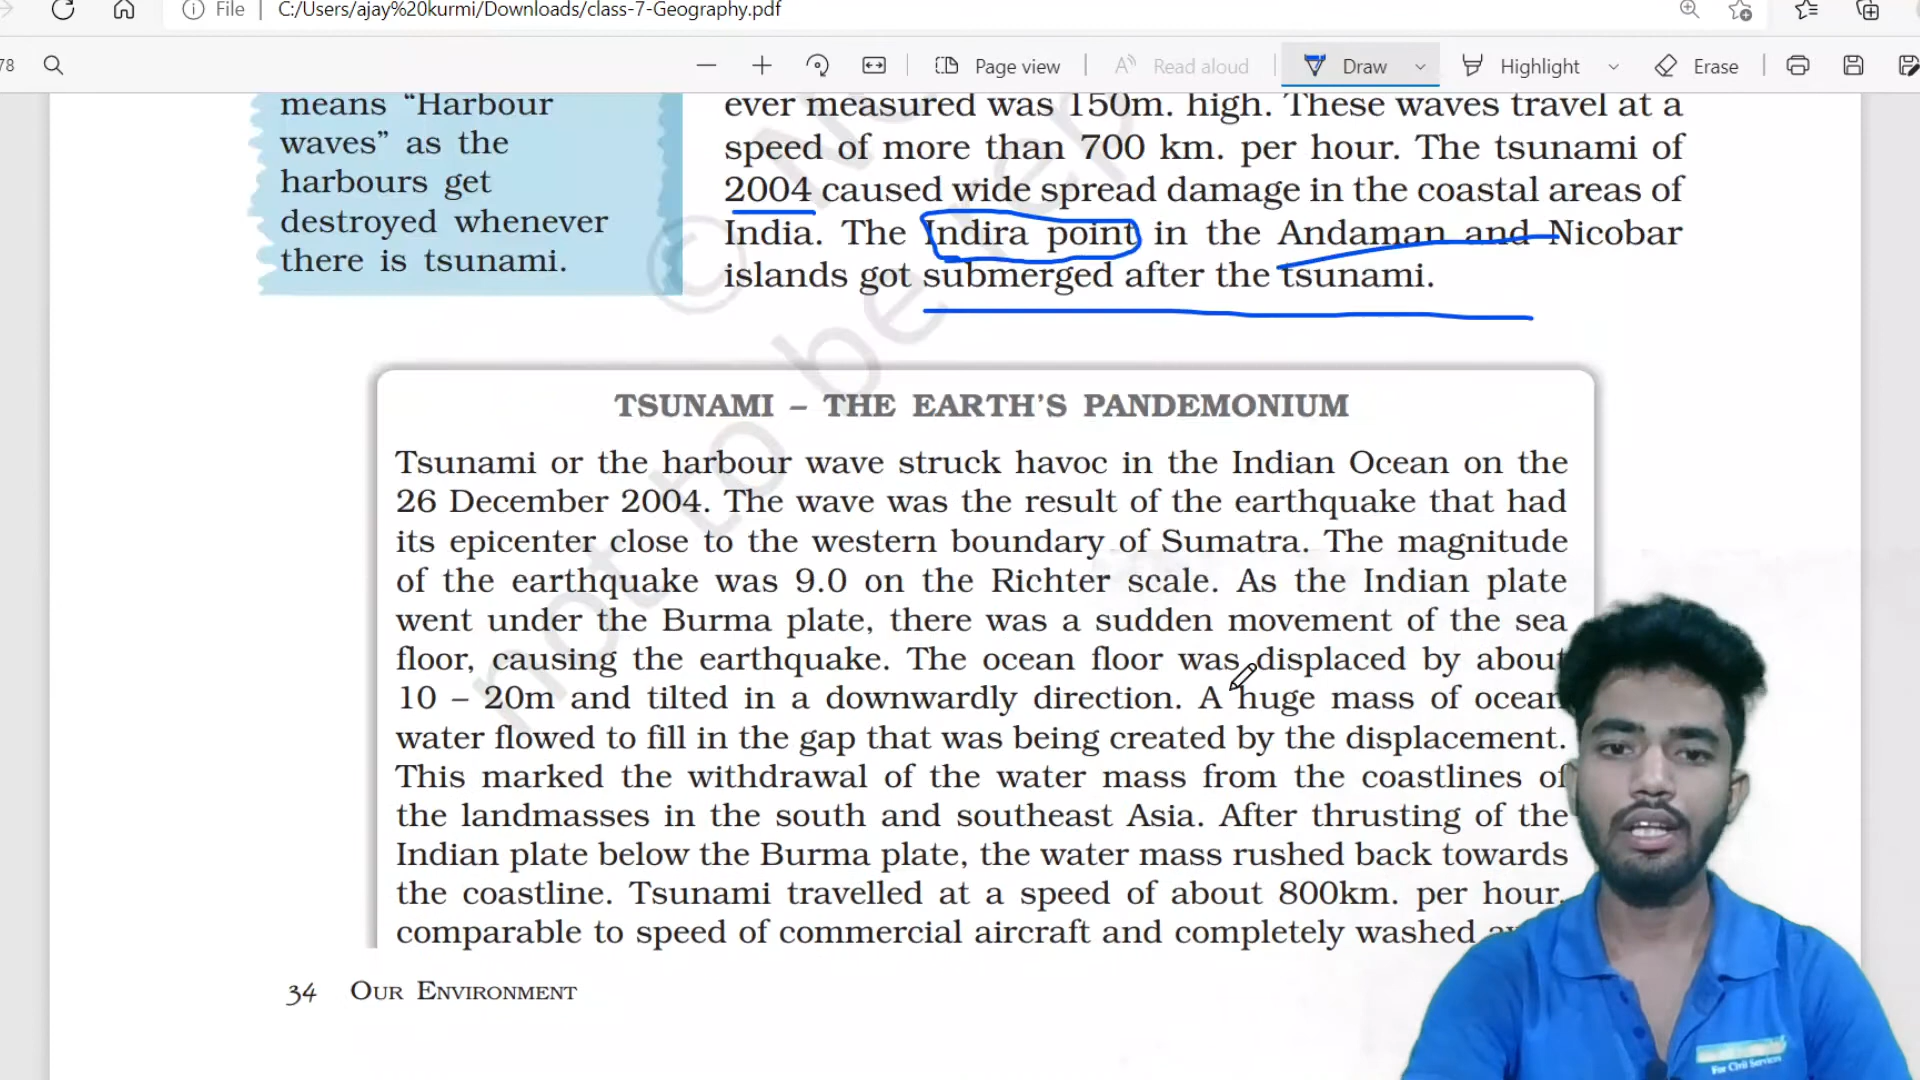 File
C:/Users/ajay%20kurmi/Downloads/class-7-Geography.pdf
78
Page view
Read aloud
Draw
Highlight
Erase
means “Harbour
waves” as the
harbours get
destroyed whenever
there is tsunami.
ever measured was 150m. high. These waves travel at a
speed of more than 700 km. per hour. The tsunami of
2004 caused wide spread damage in the coastal areas of
India. The Indira point in the Andaman and Nicobar
islands got submerged after the tsunami.
TSUNAMI – THE EARTH’S PANDEMONIUM
Tsunami or the harbour wave struck havoc in the Indian Ocean on the
26 December 2004. The wave was the result of the earthquake that had
its epicenter close to the western boundary of Sumatra. The magnitude
of the earthquake was 9.0 on the Richter scale. As the Indian plate
went under the Burma plate, there was a sudden movement of the sea
floor, causing the earthquake. The ocean floor was displaced by about
10 – 20m and tilted in a downwardly direction. A huge mass of ocean
water flowed to fill in the gap that was being created by the displacement.
This marked the withdrawal of the water mass from the coastlines of
the landmasses in the south and southeast Asia. After thrusting of the
Indian plate below the Burma plate, the water mass rushed back towards
the coastline. Tsunami travelled at a speed of about 800km. per hour,
comparable to speed of commercial aircraft and completely washed
34 OUR ENVIRONMENT
not to be rep
©
For Civil Services